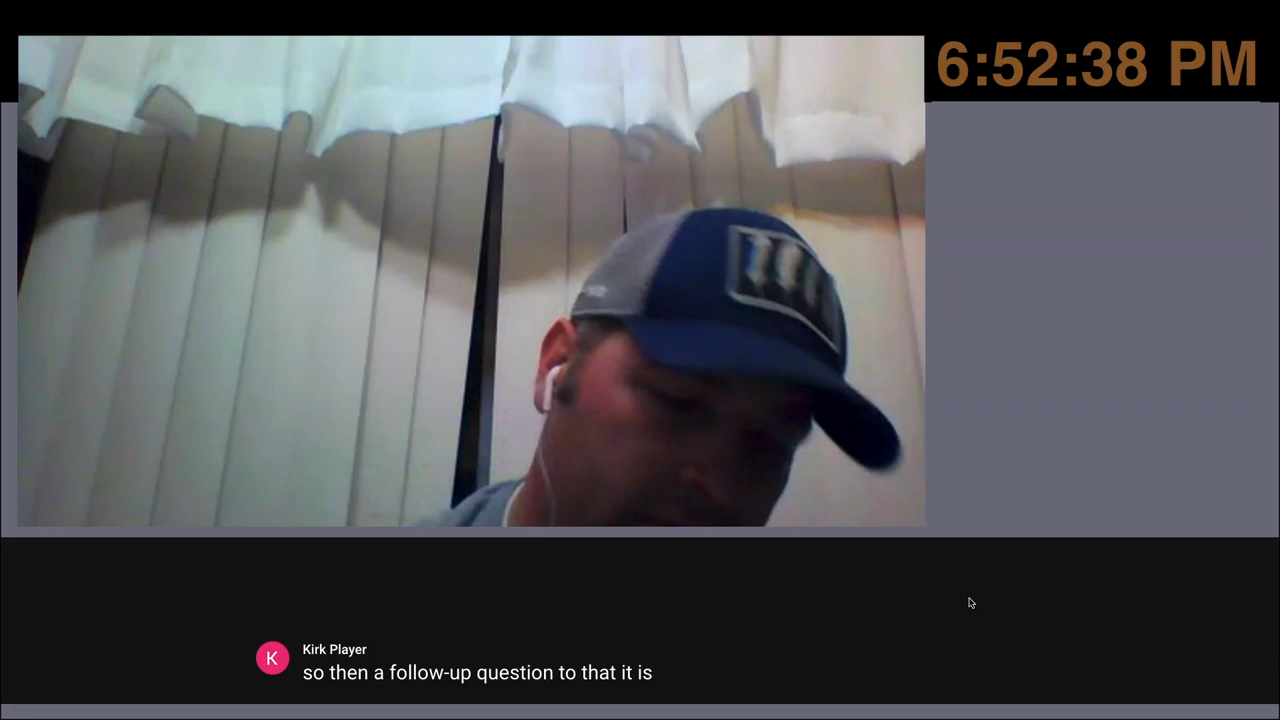 6:52:38 PM
K
Kirk Player
so then a follow-up question to that it is